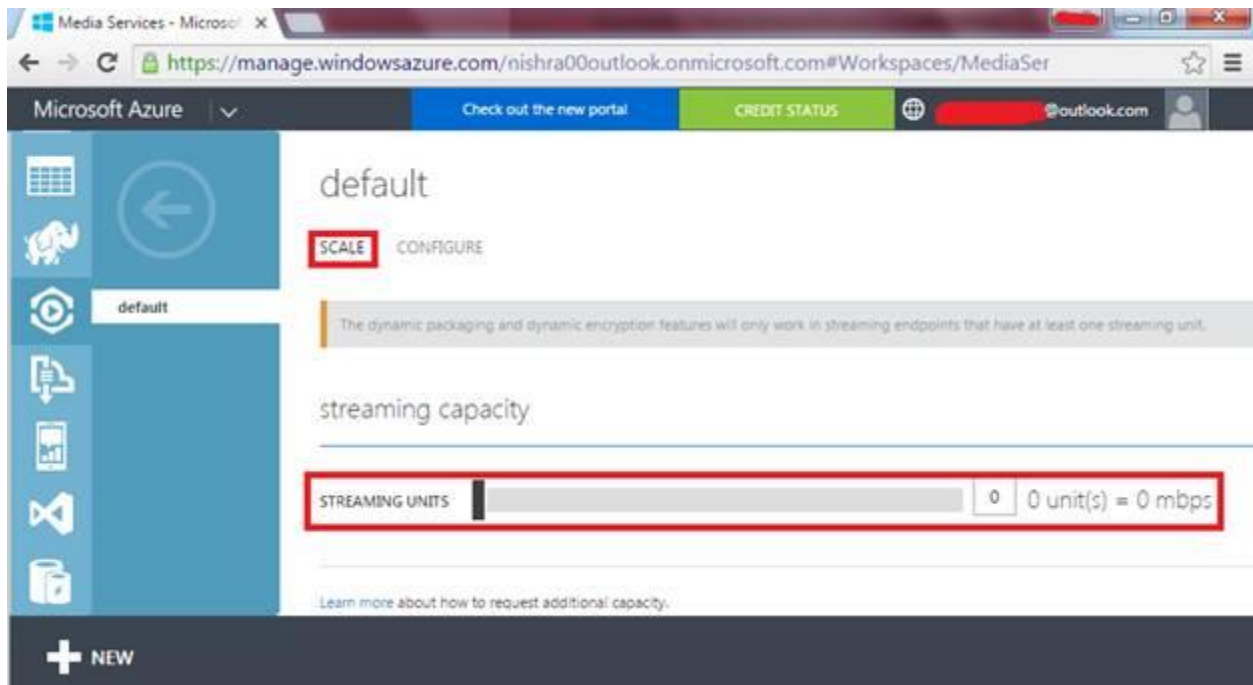 Media Services - Microsof
https://manage.windowsazure.com/nishra00outlook.onmicrosoft.com#Workspaces/MediaSer
Microsoft Azure Check out the new portal CREDIT STATUS @outlook.com
default
SCALE CONFIGURE
default
The dynamic packaging and dynamic encryption features will only work in streaming endpoints that have at least one streaming unit.
streaming capacity
STREAMING UNITS 0 0 unit(s) = 0 mbps
Learn more about how to request additional capacity.
NEW